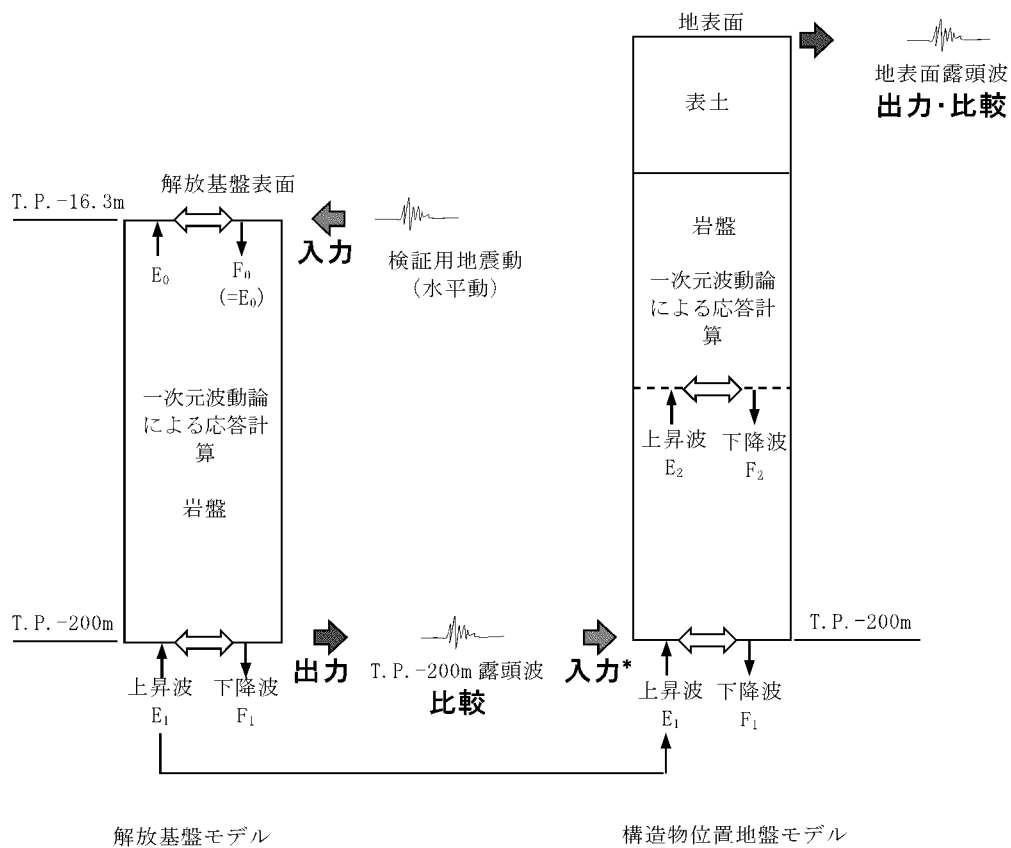 地表面
地表面露頭波
出力・比較
表土
T.P.-16.3m
解放基盤表面
入力
検証用地震動
(水平動)
E₀
F₀
(=E₀)
岩盤
一次元波動論
による応答計
算
一次元波動論
による応答計
算
岩盤
上昇波
E₂
下降波
F₂
T.P.-200m
出力
T.P.-200m 露頭波
比較
入力*
T.P.-200m
上昇波
E₁
下降波
F₁
上昇波
E₁
下降波
F₁
解放基盤モデル
構造物位置地盤モデル